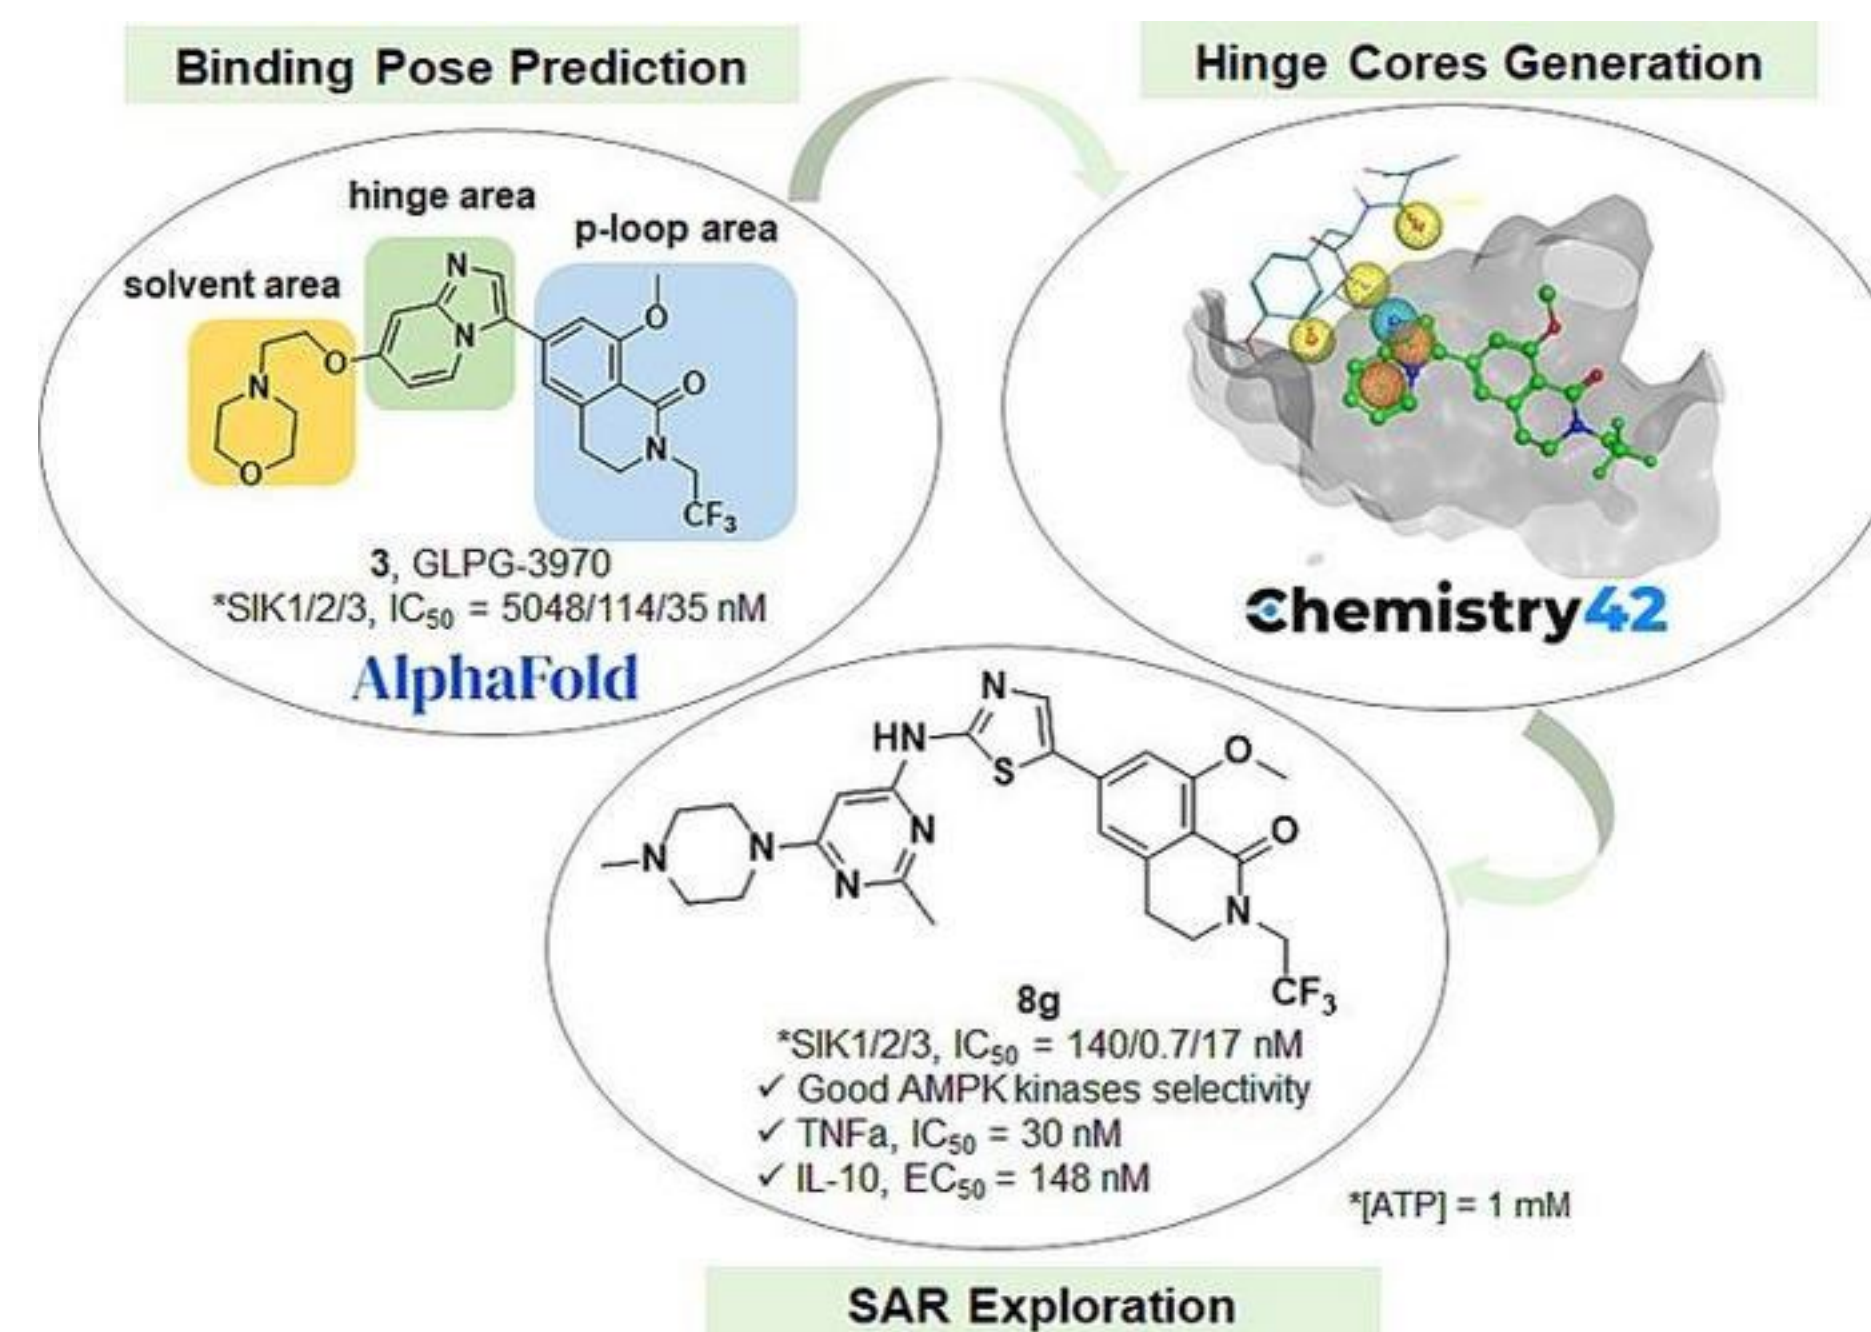 Binding Pose Prediction
hinge area
p-loop area
solvent area
N
N
O
N
O
O
O
N
CF3
3, GLPG-3970
*SIK1/2/3, IC50 = 5048/114/35 nM
AlphaFold
Hinge Cores Generation
Chemistry42
N
HN
S
O
N
N
N
N
O
N
CF3
8g
*SIK1/2/3, IC50 = 140/0.7/17 nM
✓ Good AMPK kinases selectivity
✓ TNFa, IC50 = 30 nM
✓ IL-10, EC50 = 148 nM
*[ATP] = 1 mM
SAR Exploration